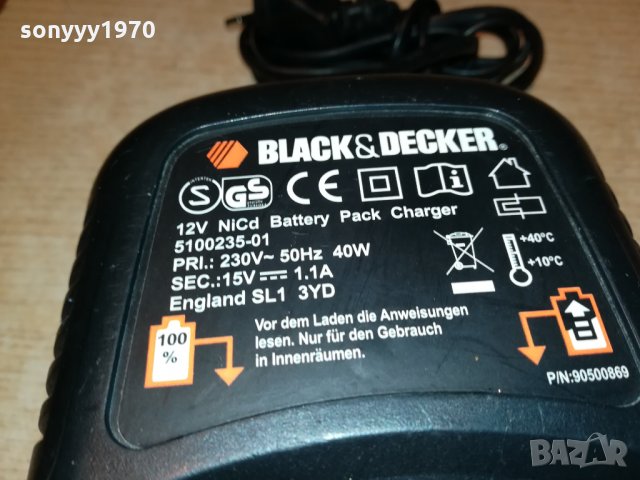 sonyyy1970
BLACK&DECKER®
S GS CE i
12V NiCd Battery Pack Charger
5100235-01
PRI.: 230V~ 50Hz 40W
SEC.:15V⎓ 1.1A
England SL1 3YD
+40°C
+10°C
100
%
Vor dem Laden die Anweisungen
lesen. Nur für den Gebrauch
in Innenräumen.
P/N:90500869
BAZAR